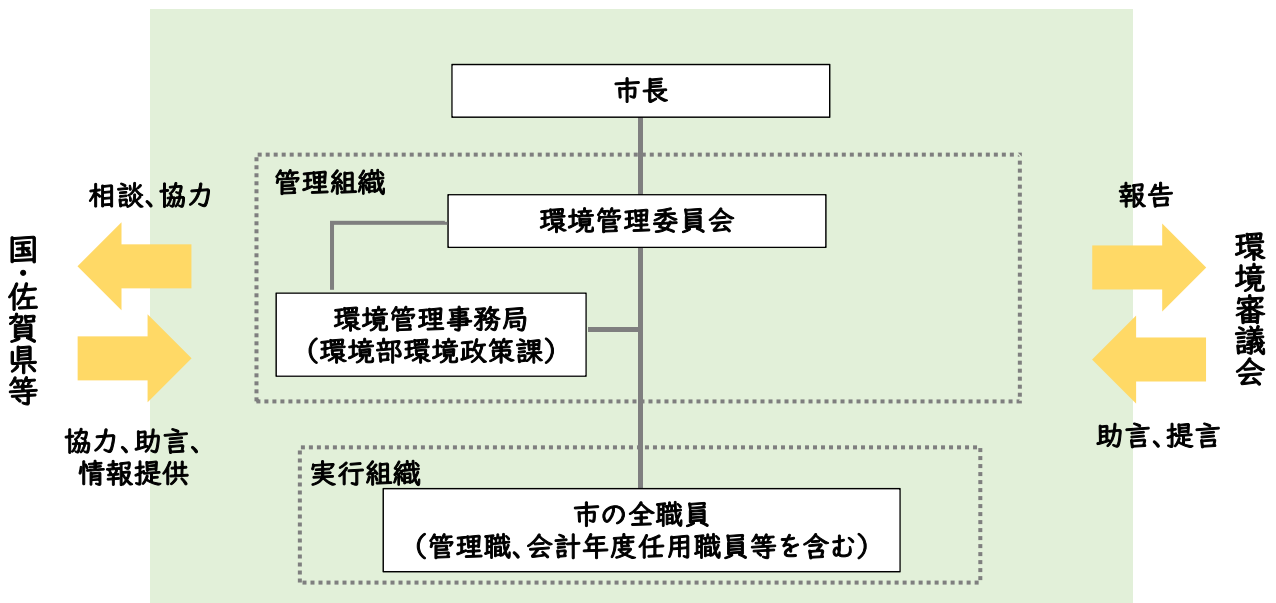 市長
管理組織
環境管理委員会
環境管理事務局
（環境部環境政策課）
実行組織
市の全職員
（管理職、会計年度任用職員等を含む）
相談、協力
国・佐賀県等
協力、助言、
情報提供
報告
環境審議会
助言、提言